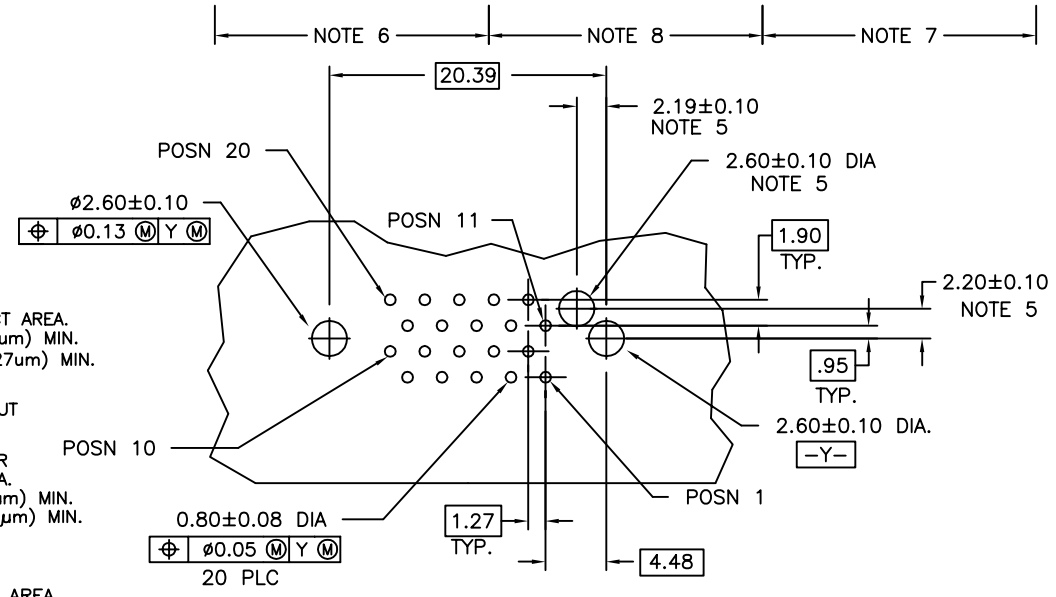 NOTE 6
NOTE 8
NOTE 7
20.39
2.19±0.10
NOTE 5
POSN 20
2.60±0.10 DIA
NOTE 5
ø2.60±0.10
⌖ ø0.13 Ⓜ Y Ⓜ
POSN 11
1.90
TYP.
2.20±0.10
NOTE 5
CT AREA.
um) MIN.
27um) MIN.
.95
TYP.
UT
POSN 10
2.60±0.10 DIA.
-Y-
R
A.
um) MIN.
μm) MIN.
POSN 1
0.80±0.08 DIA
⌖ ø0.05 Ⓜ Y Ⓜ
20 PLC
1.27
TYP.
4.48
AREA